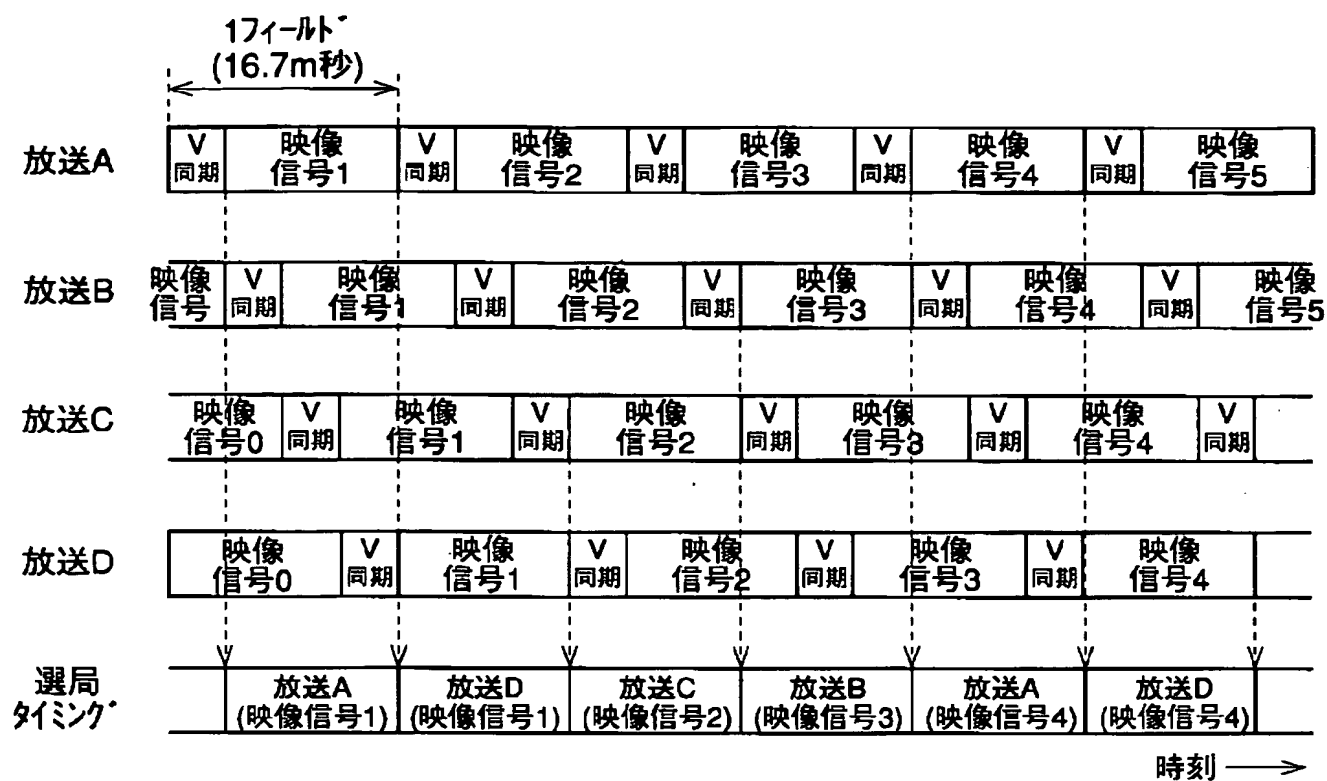 1フィールド
(16.7m秒)
放送A
V
同期
映像
信号1
V
同期
映像
信号2
V
同期
映像
信号3
V
同期
映像
信号4
V
同期
映像
信号5
放送B
映像
信号
V
同期
映像
信号1
V
同期
映像
信号2
V
同期
映像
信号3
V
同期
映像
信号4
V
同期
映像
信号5
放送C
映像
信号0
V
同期
映像
信号1
V
同期
映像
信号2
V
同期
映像
信号3
V
同期
映像
信号4
V
同期
放送D
映像
信号0
V
同期
映像
信号1
V
同期
映像
信号2
V
同期
映像
信号3
V
同期
映像
信号4
選局
タイミング
放送A
(映像信号1)
放送D
(映像信号1)
放送C
(映像信号2)
放送B
(映像信号3)
放送A
(映像信号4)
放送D
(映像信号4)
時刻